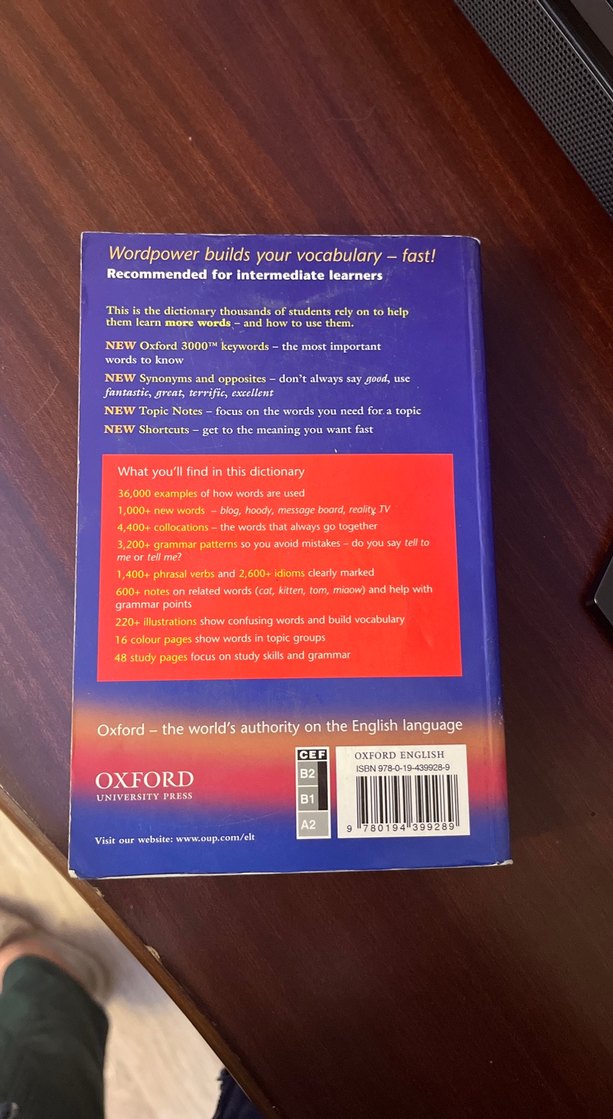 Wordpower builds your vocabulary – fast!
Recommended for intermediate learners
This is the dictionary thousands of students rely on to help
them learn more words – and how to use them.
NEW Oxford 3000™ keywords – the most important
words to know
NEW Synonyms and opposites – don't always say good, use
fantastic, great, terrific, excellent
NEW Topic Notes – focus on the words you need for a topic
NEW Shortcuts – get to the meaning you want fast
What you'll find in this dictionary
36,000 examples of how words are used
1,000+ new words – blog, hoody, message board, reality TV
4,400+ collocations – the words that always go together
3,200+ grammar patterns so you avoid mistakes – do you say tell to
me or tell me?
1,400+ phrasal verbs and 2,600+ idioms clearly marked
600+ notes on related words (cat, kitten, tom, miaow) and help with
grammar points
220+ illustrations show confusing words and build vocabulary
16 colour pages show words in topic groups
48 study pages focus on study skills and grammar
Oxford – the world's authority on the English language
OXFORD
UNIVERSITY PRESS
Visit our website: www.oup.com/elt
CEF
B2
B1
A2
OXFORD ENGLISH
ISBN 978-0-19-439928-9
9 780194 399289